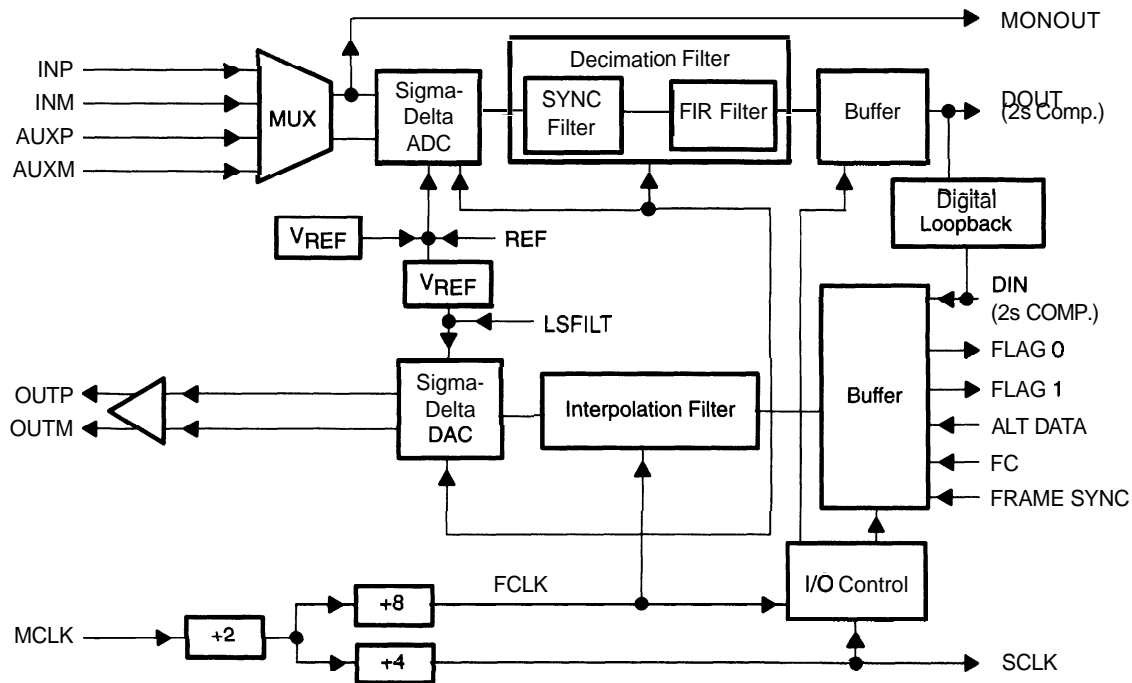 MONOUT
INP
INM
AUXP
AUXM
MUX
Sigma-
Delta
ADC
Decimation Filter
SYNC
Filter
FIR Filter
Buffer
DOUT
(2s Comp.)
Digital
Loopback
VREF
REF
VREF
LSFILT
DIN
(2s COMP.)
FLAG 0
FLAG 1
ALT DATA
FC
FRAME SYNC
Buffer
OUTP
OUTM
Sigma-
Delta
DAC
Interpolation Filter
I/O Control
MCLK
+2
+8
FCLK
+4
SCLK